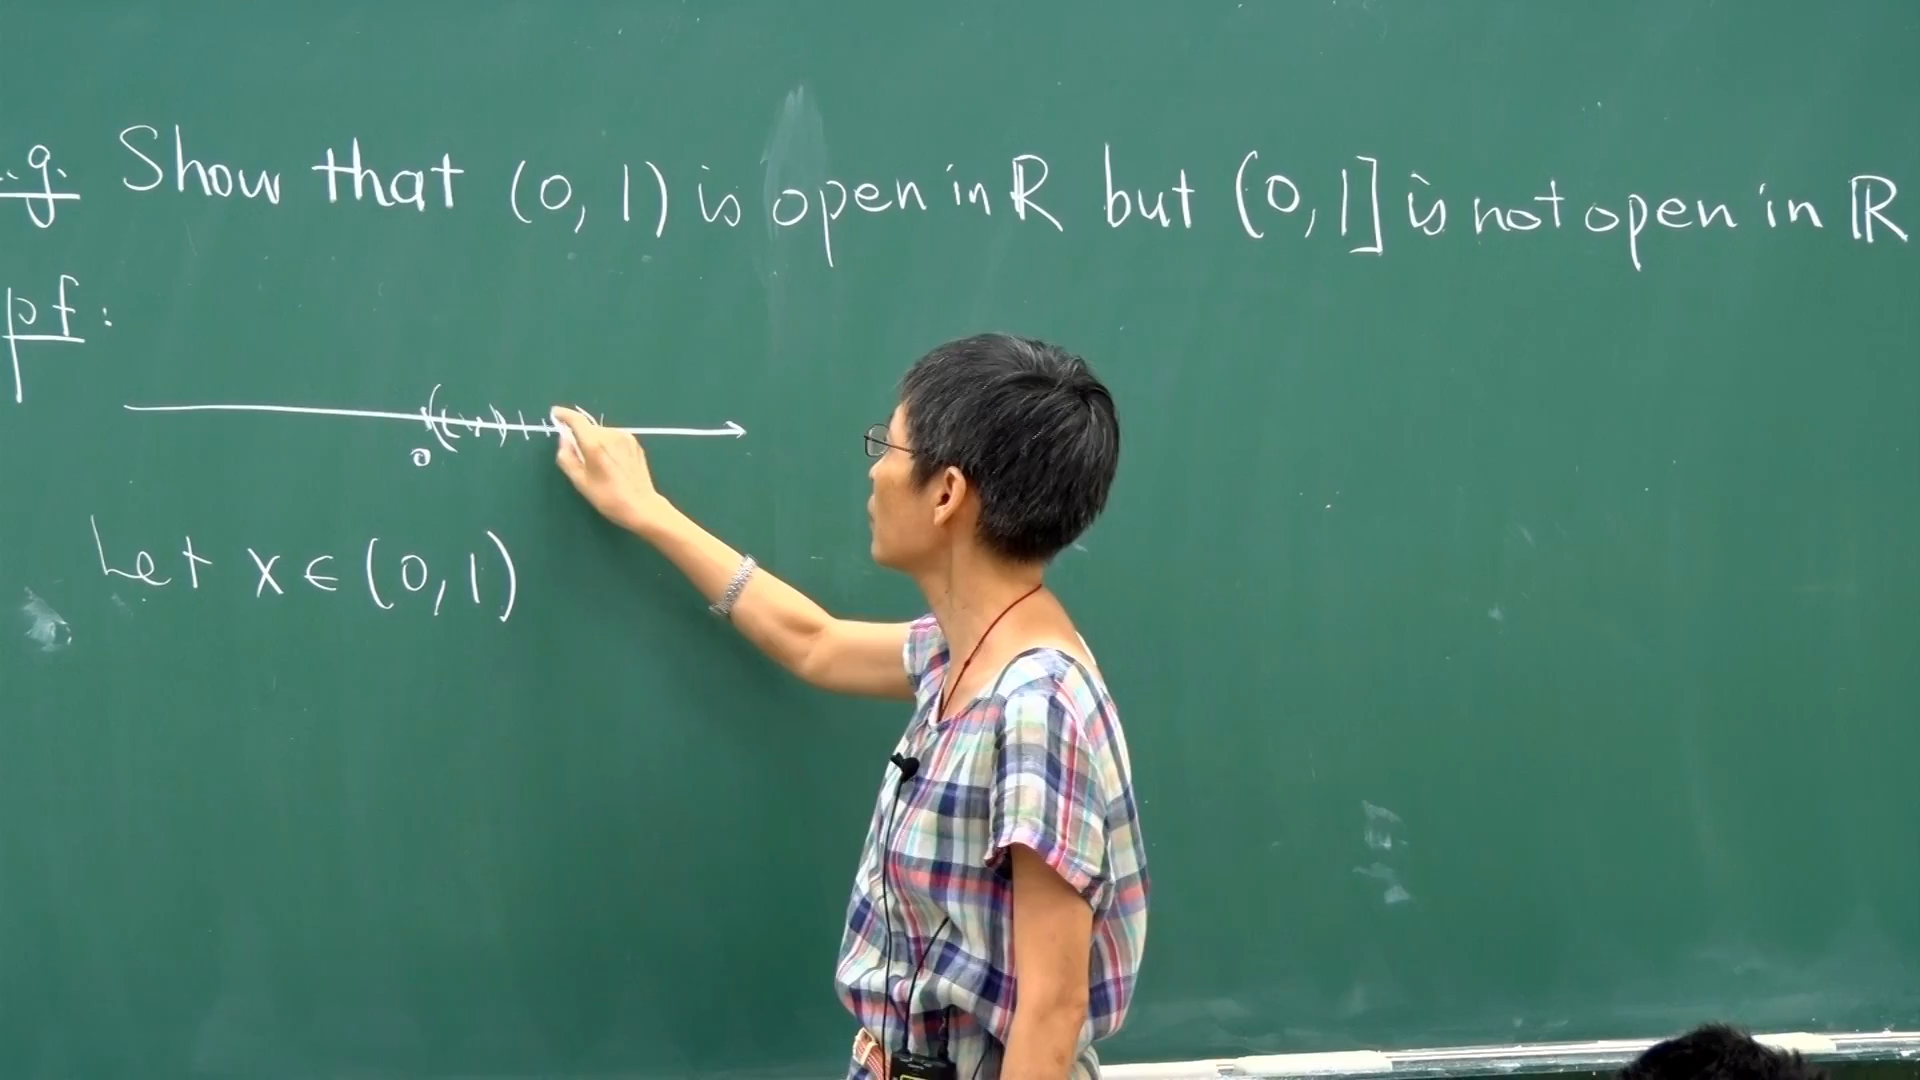 .g. Show that (0, 1) is open in ℝ but (0, 1] is not open in ℝ
pf:
0
Let x ∈ (0, 1)